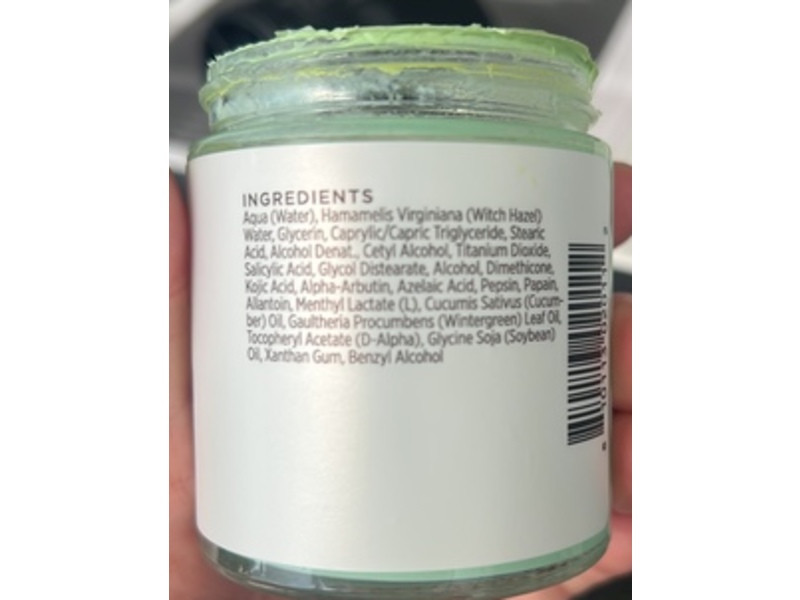 INGREDIENTS
Aqua (Water), Hamamelis Virginiana (Witch Hazel)
Water, Glycerin, Caprylic/Capric Triglyceride, Stearic
Acid, Alcohol Denat., Cetyl Alcohol, Titanium Dioxide,
Salicylic Acid, Glycol Distearate, Alcohol, Dimethicone,
Kojic Acid, Alpha-Arbutin, Azelaic Acid, Pepsin, Papain,
Allantoin, Menthyl Lactate (L), Cucumis Sativus (Cucum-
ber) Oil, Gaultheria Procumbens (Wintergreen) Leaf Oil,
Tocopheryl Acetate (D-Alpha), Glycine Soja (Soybean)
Oil, Xanthan Gum, Benzyl Alcohol